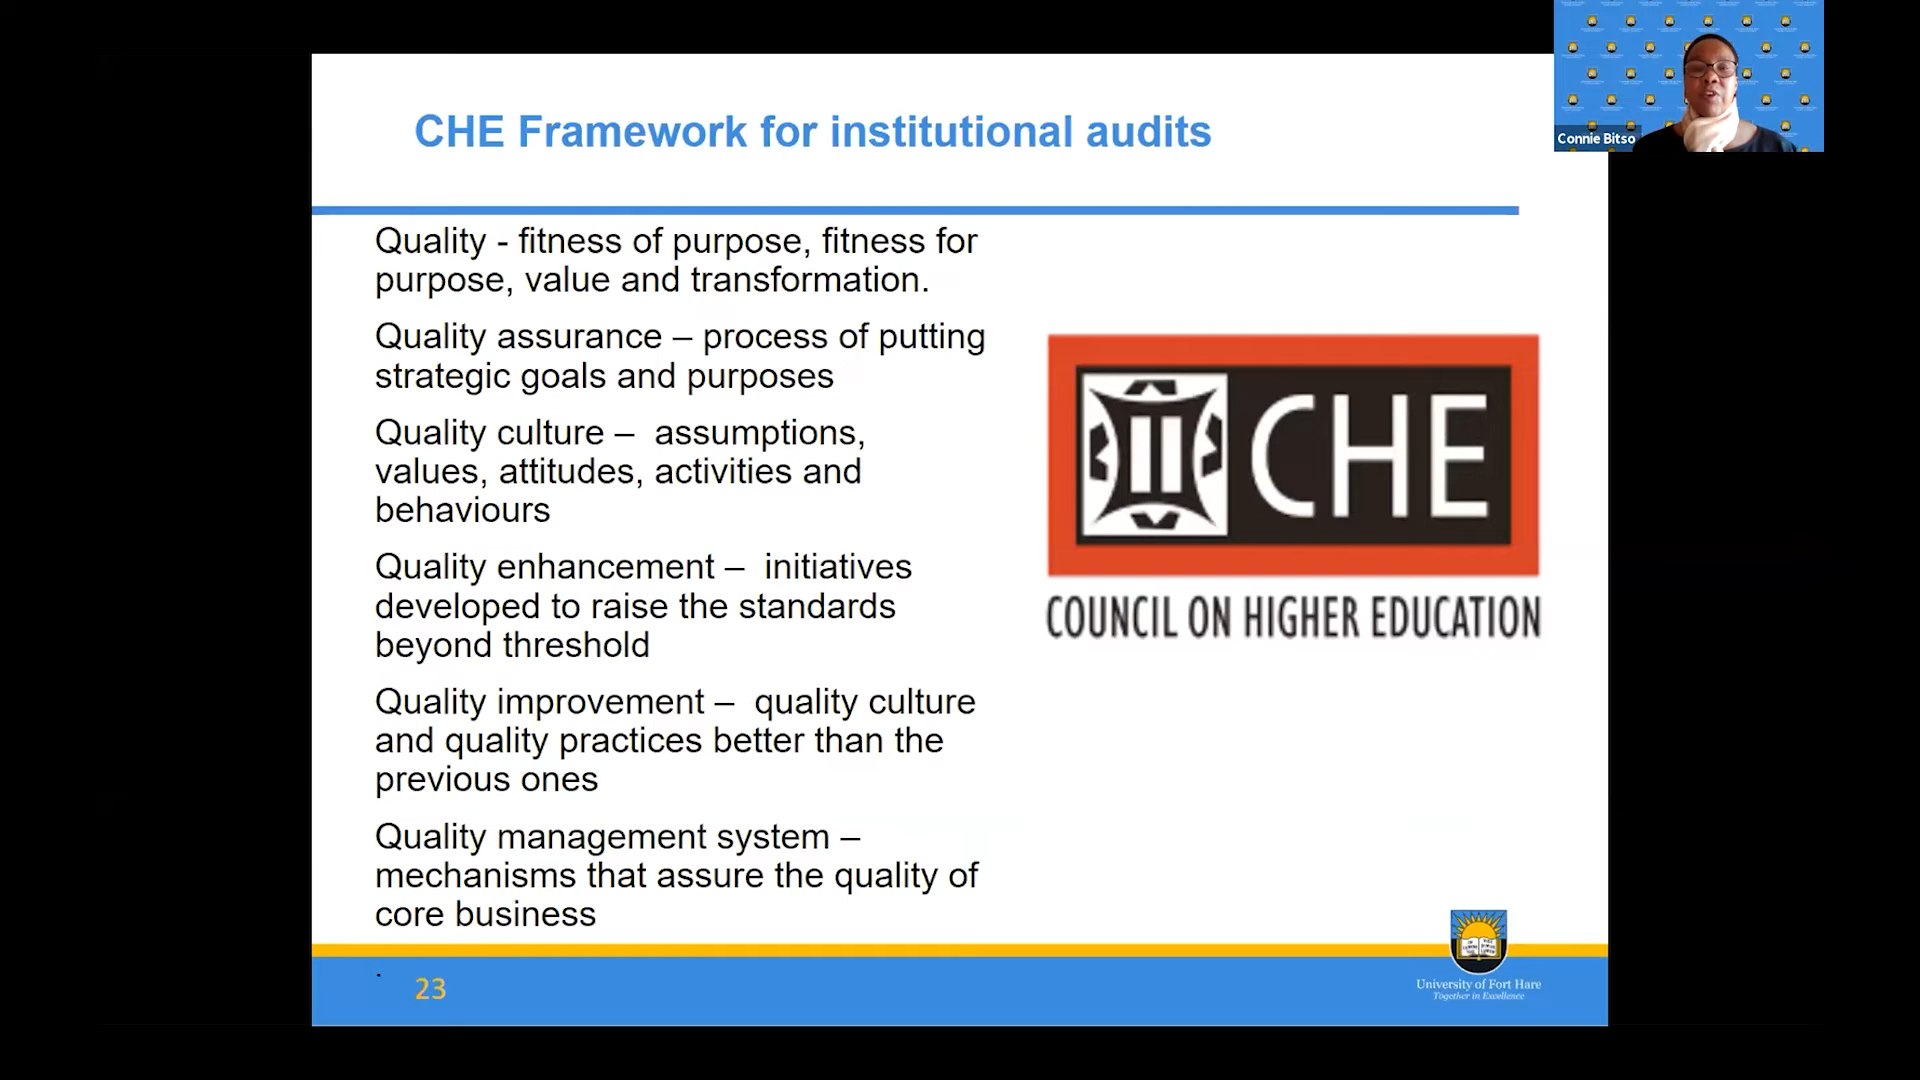 CHE Framework for institutional audits
Connie Bitso
Quality - fitness of purpose, fitness for
purpose, value and transformation.
Quality assurance – process of putting
strategic goals and purposes
Quality culture –  assumptions,
values, attitudes, activities and
behaviours
Quality enhancement –  initiatives
developed to raise the standards
beyond threshold
Quality improvement –  quality culture
and quality practices better than the
previous ones
Quality management system –
mechanisms that assure the quality of
core business
.
CHE
COUNCIL ON HIGHER EDUCATION
23
University of Fort Hare
Together in Excellence